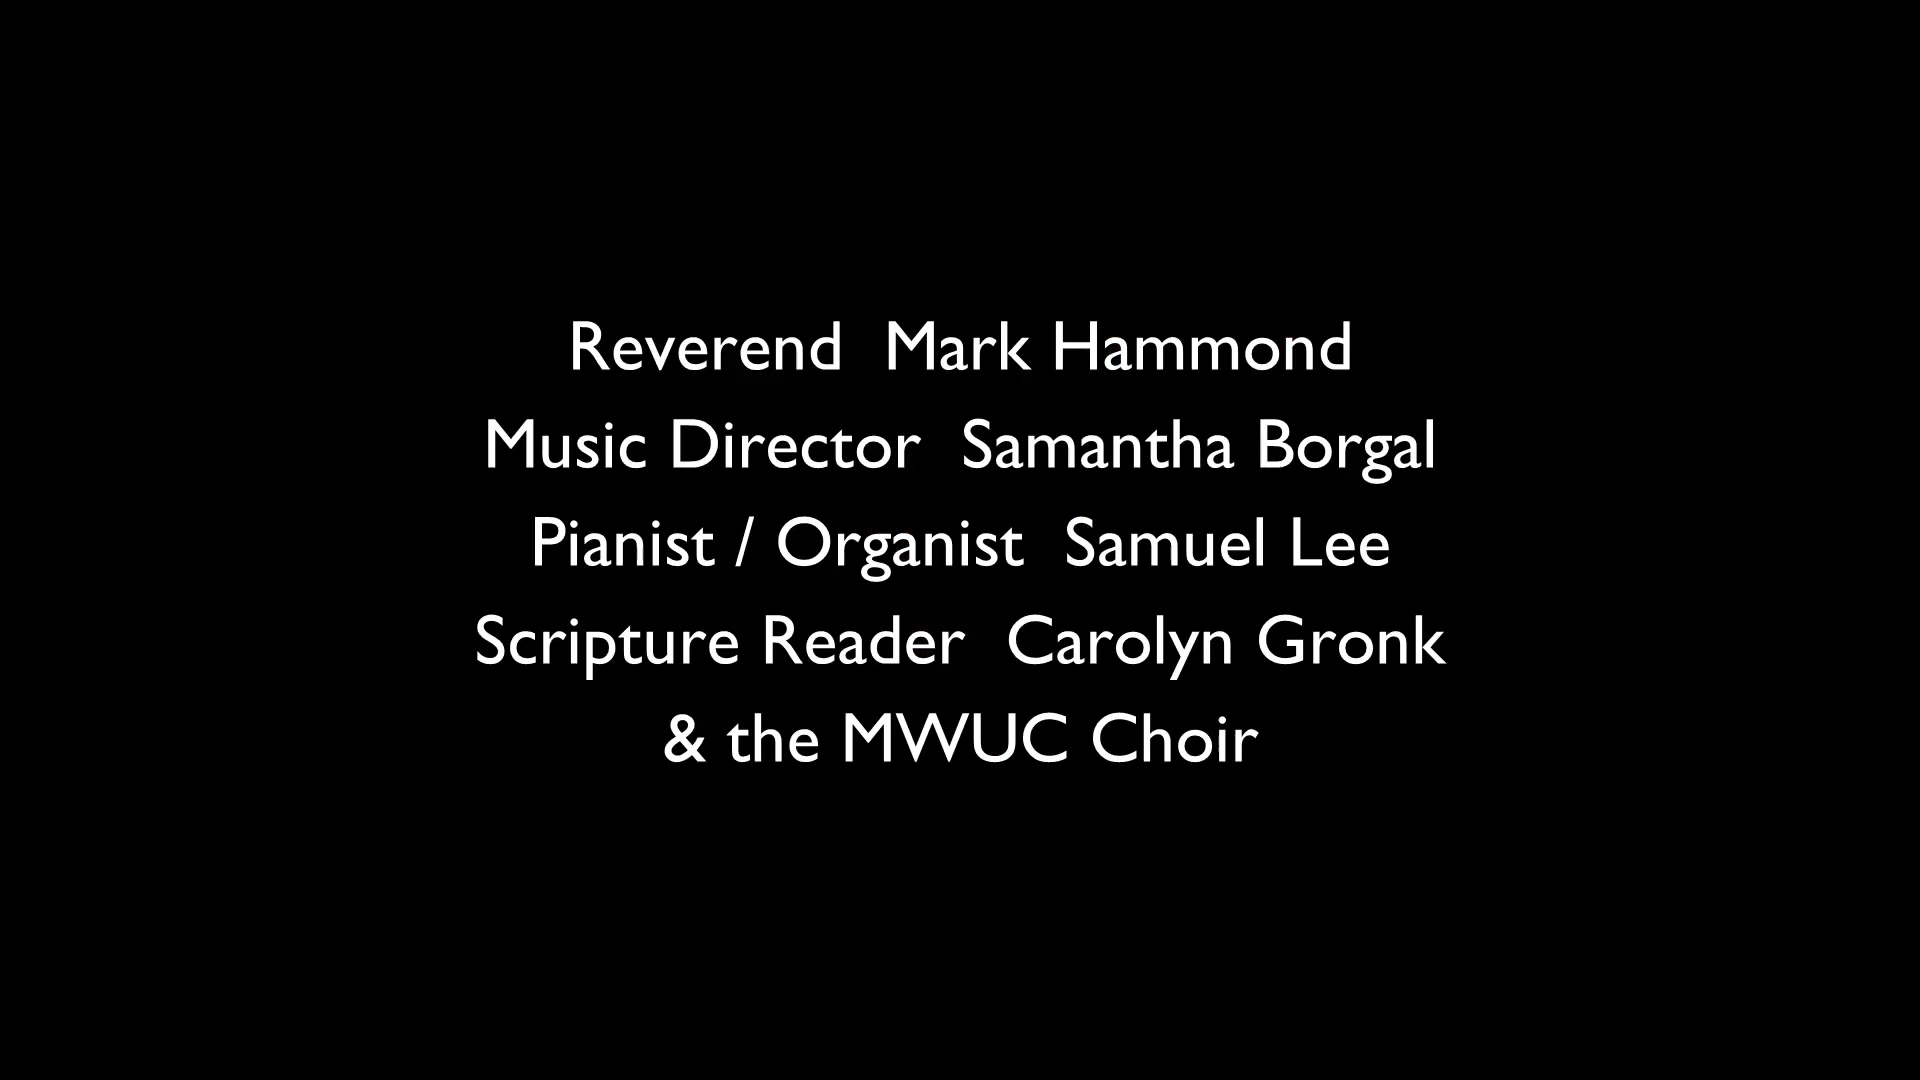 Reverend  Mark Hammond
Music Director  Samantha Borgal
Pianist / Organist  Samuel Lee
Scripture Reader  Carolyn Gronk
& the MWUC Choir